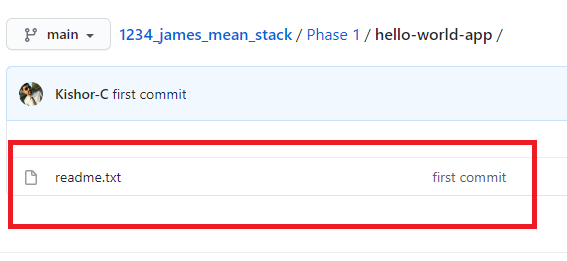 main 1234_james_mean_stack / Phase 1 / hello-world-app /
Kishor-C first commit
readme.txt first commit